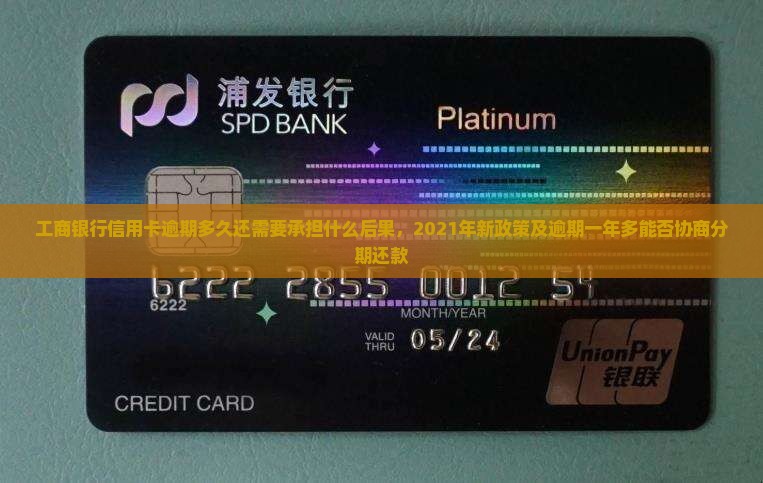 浦发银行
SPD BANK
Platinum
工商银行信用卡逾期多久还需要承担什么后果，2021年新政策及逾期一年多能否协商分
期还款
6222 2855 0012 54
6222
MONTH/YEAR
VALID
THRU
05/24
UnionPay
银联
CREDIT CARD